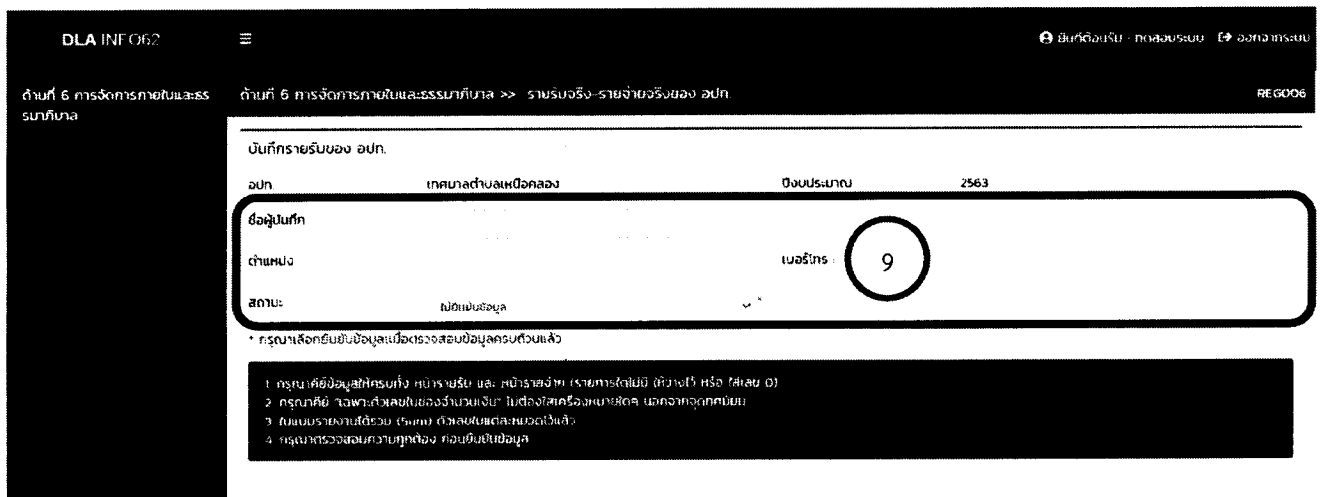 DLA INFO62
ยินดีต้อนรับ : ทดสอบระบบ ออกจากระบบ
ด้านที่ 6 การจัดการภายในและธร
รมาภิบาล
ด้านที่ 6 การจัดการภายในและธรรมาภิบาล >> รายรับจริง-รายจ่ายจริงของ อปท.
REG006
บันทึกรายรับของ อปท.
อปท. เทศบาลตำบลเหนือคลอง ปีงบประมาณ 2563
ชื่อผู้บันทึก
ตำแหน่ง เบอร์โทร : 9
สถานะ ไม่ยืนยันข้อมูล *
* กรุณาเลือกยืนยันข้อมูลเมื่อตรวจสอบข้อมูลครบถ้วนแล้ว
1 กรุณาคีย์ข้อมูลให้ครบทั้ง หน้ารายรับ และ หน้ารายจ่าย (รายการใดไม่มี ให้ว่างไว้ หรือ ใส่เลข 0)
2 กรุณาคีย์ "เฉพาะตัวเลขในช่องจำนวนเงิน" ไม่ต้องใส่เครื่องหมายใดๆ นอกจากจุดทศนิยม
3 ในแบบรายงานได้รวม (Sum) ตัวเลขในแต่ละหมวดไว้แล้ว
4 กรุณาตรวจสอบความถูกต้อง ก่อนยืนยันข้อมูล